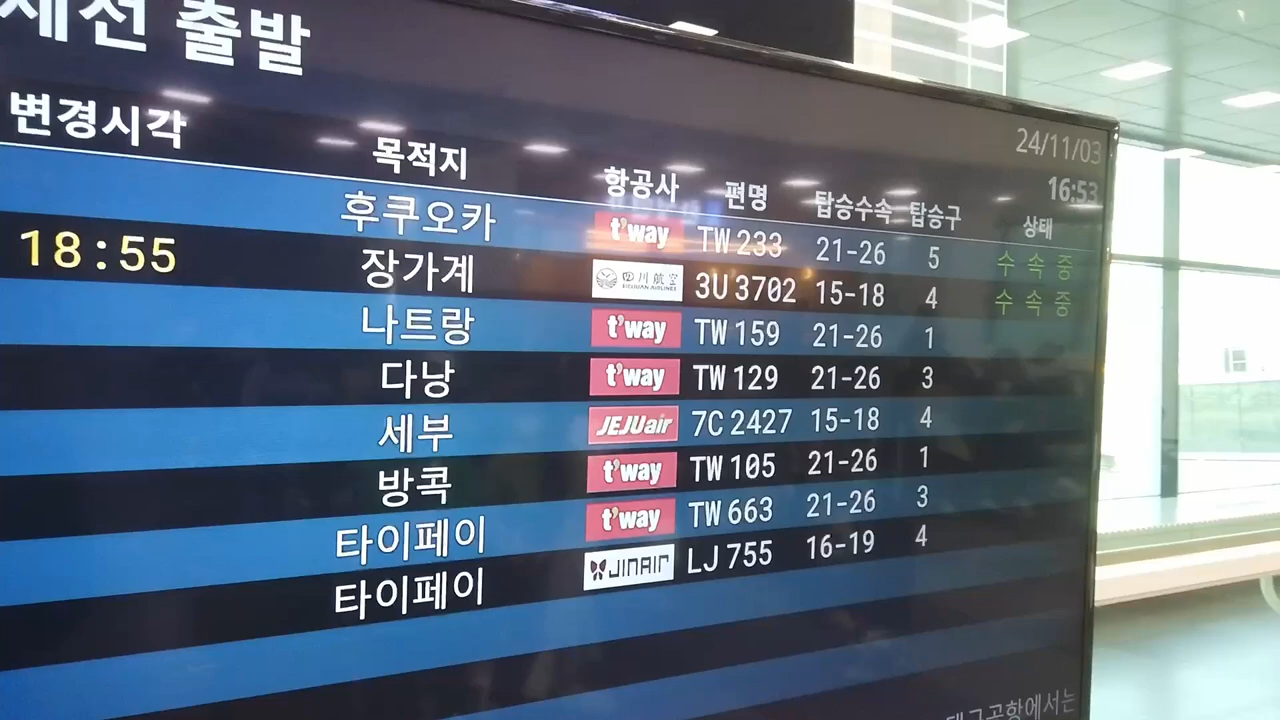 제선 출발
24/11/03
16:53
변경시각 목적지 항공사 편명 탑승수속 탑승구 상태
후쿠오카 t'way TW 233 21-26 5 수속중
18:55 장가계 四川航空 SICHUAN AIRLINES 3U 3702 15-18 4 수속중
나트랑 t'way TW 159 21-26 1
다낭 t'way TW 129 21-26 3
세부 JEJUair 7C 2427 15-18 4
방콕 t'way TW 105 21-26 1
타이페이 t'way TW 663 21-26 3
타이페이 JINAIR LJ 755 16-19 4
대구공항에서는